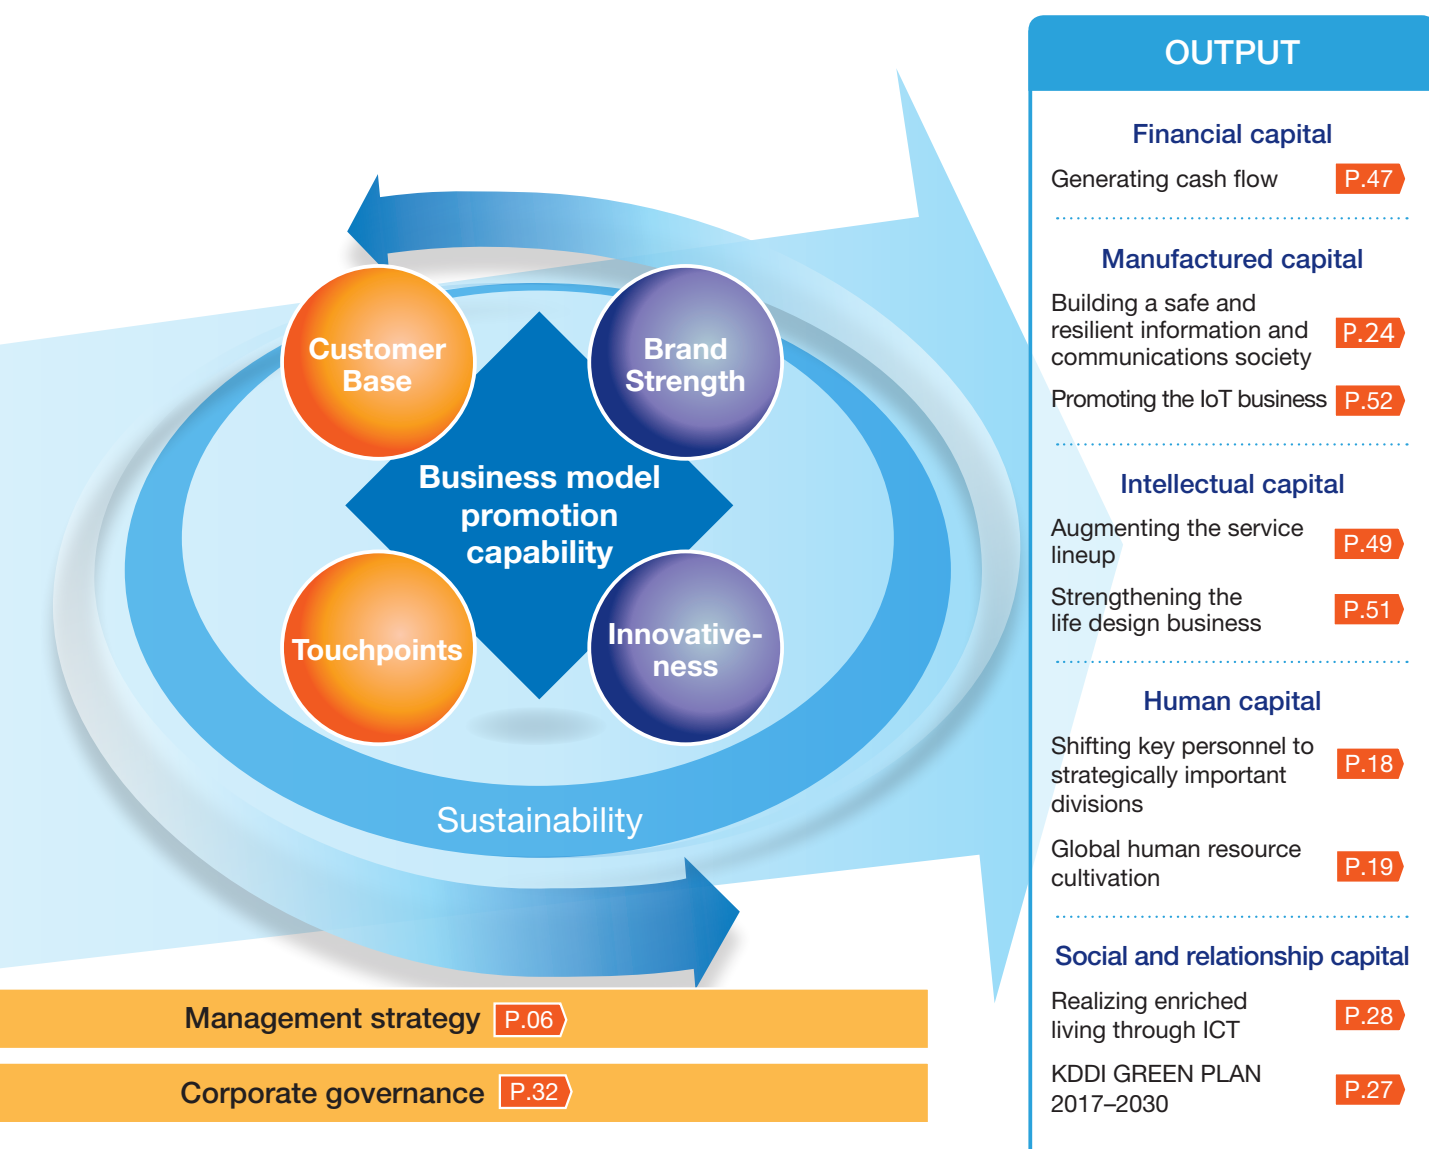 Customer
Base
Brand
Strength
Business model
promotion
capability
Touchpoints
Innovative-
ness
Sustainability
Management strategy P.06
Corporate governance P.32
OUTPUT
Financial capital
Generating cash flow P.47
Manufactured capital
Building a safe and
resilient information and
communications society P.24
Promoting the IoT business P.52
Intellectual capital
Augmenting the service
lineup P.49
Strengthening the
life design business P.51
Human capital
Shifting key personnel to
strategically important
divisions P.18
Global human resource
cultivation P.19
Social and relationship capital
Realizing enriched
living through ICT P.28
KDDI GREEN PLAN
2017–2030 P.27